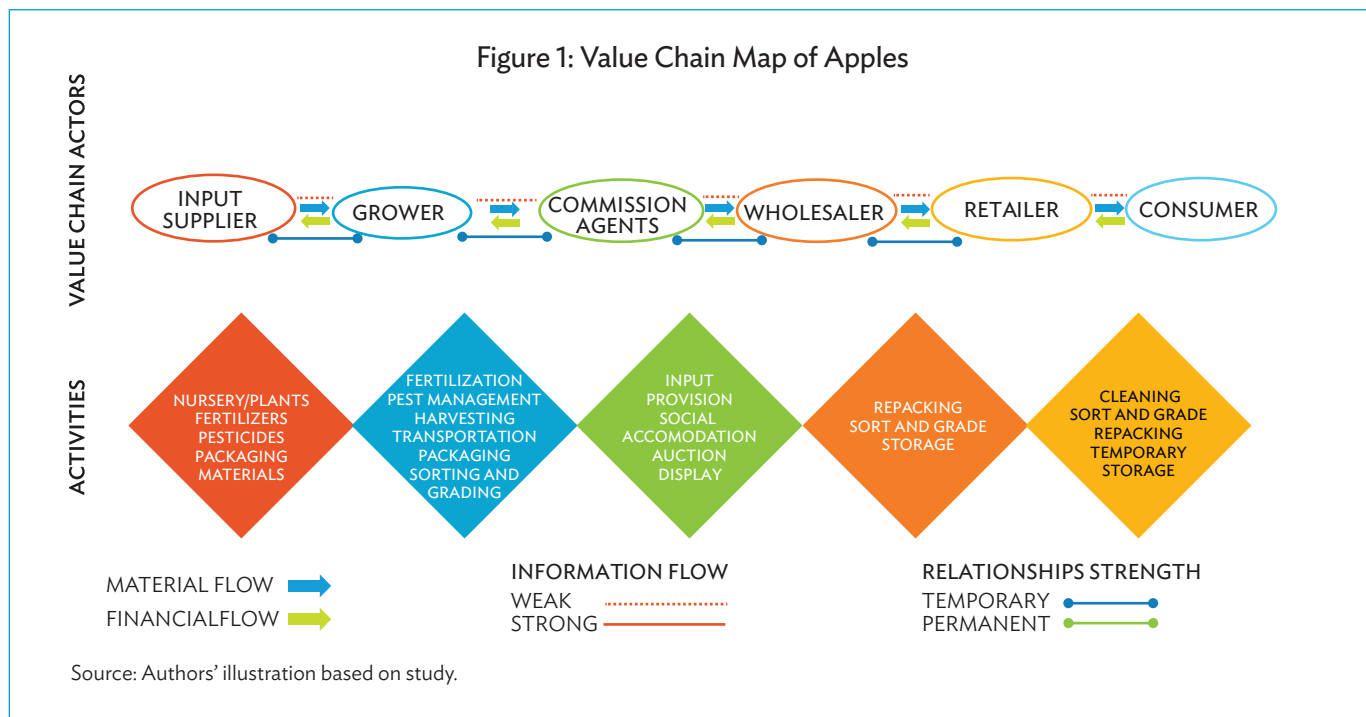 Figure 1: Value Chain Map of Apples
VALUE CHAIN ACTORS
INPUT
SUPPLIER
GROWER
COMMISSION
AGENTS
WHOLESALER
RETAILER
CONSUMER
ACTIVITIES
NURSERY/PLANTS
FERTILIZERS
PESTICIDES
PACKAGING
MATERIALS
FERTILIZATION
PEST MANAGEMENT
HARVESTING
TRANSPORTATION
PACKAGING
SORTING AND
GRADING
INPUT
PROVISION
SOCIAL
ACCOMODATION
AUCTION
DISPLAY
REPACKING
SORT AND GRADE
STORAGE
CLEANING
SORT AND GRADE
REPACKING
TEMPORARY
STORAGE
MATERIAL FLOW
FINANCIALFLOW
INFORMATION FLOW
WEAK
STRONG
RELATIONSHIPS STRENGTH
TEMPORARY
PERMANENT
Source: Authors’ illustration based on study.